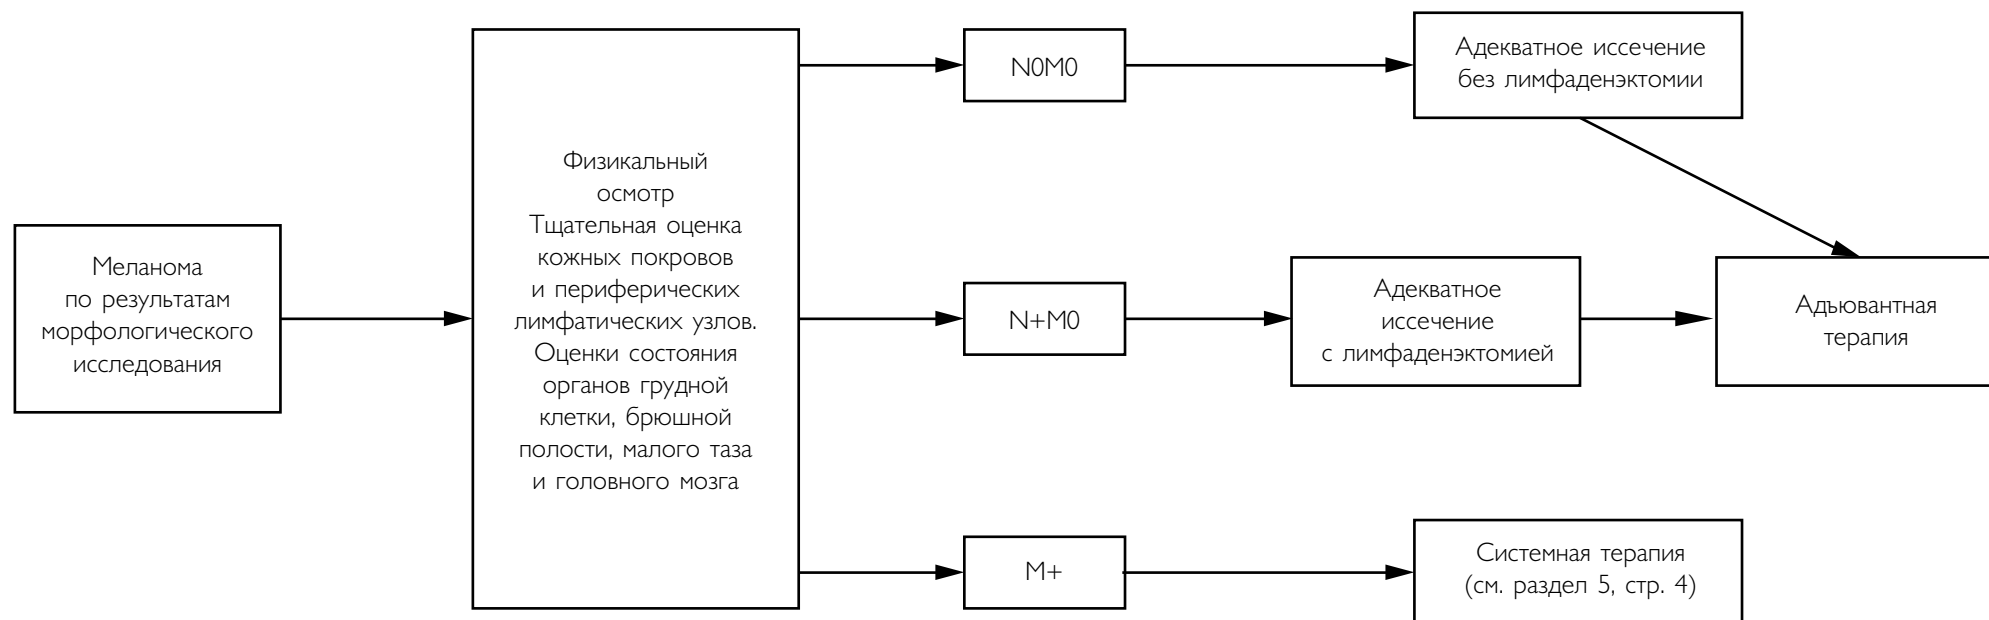 Меланома
по результатам
морфологического
исследования
Физикальный
осмотр
Тщательная оценка
кожных покровов
и периферических
лимфатических узлов.
Оценки состояния
органов грудной
клетки, брюшной
полости, малого таза
и головного мозга
N0M0
Адекватное иссечение
без лимфаденэктомии
N+M0
Адекватное
иссечение
с лимфаденэктомией
Адъювантная
терапия
M+
Системная терапия
(см. раздел 5, стр. 4)